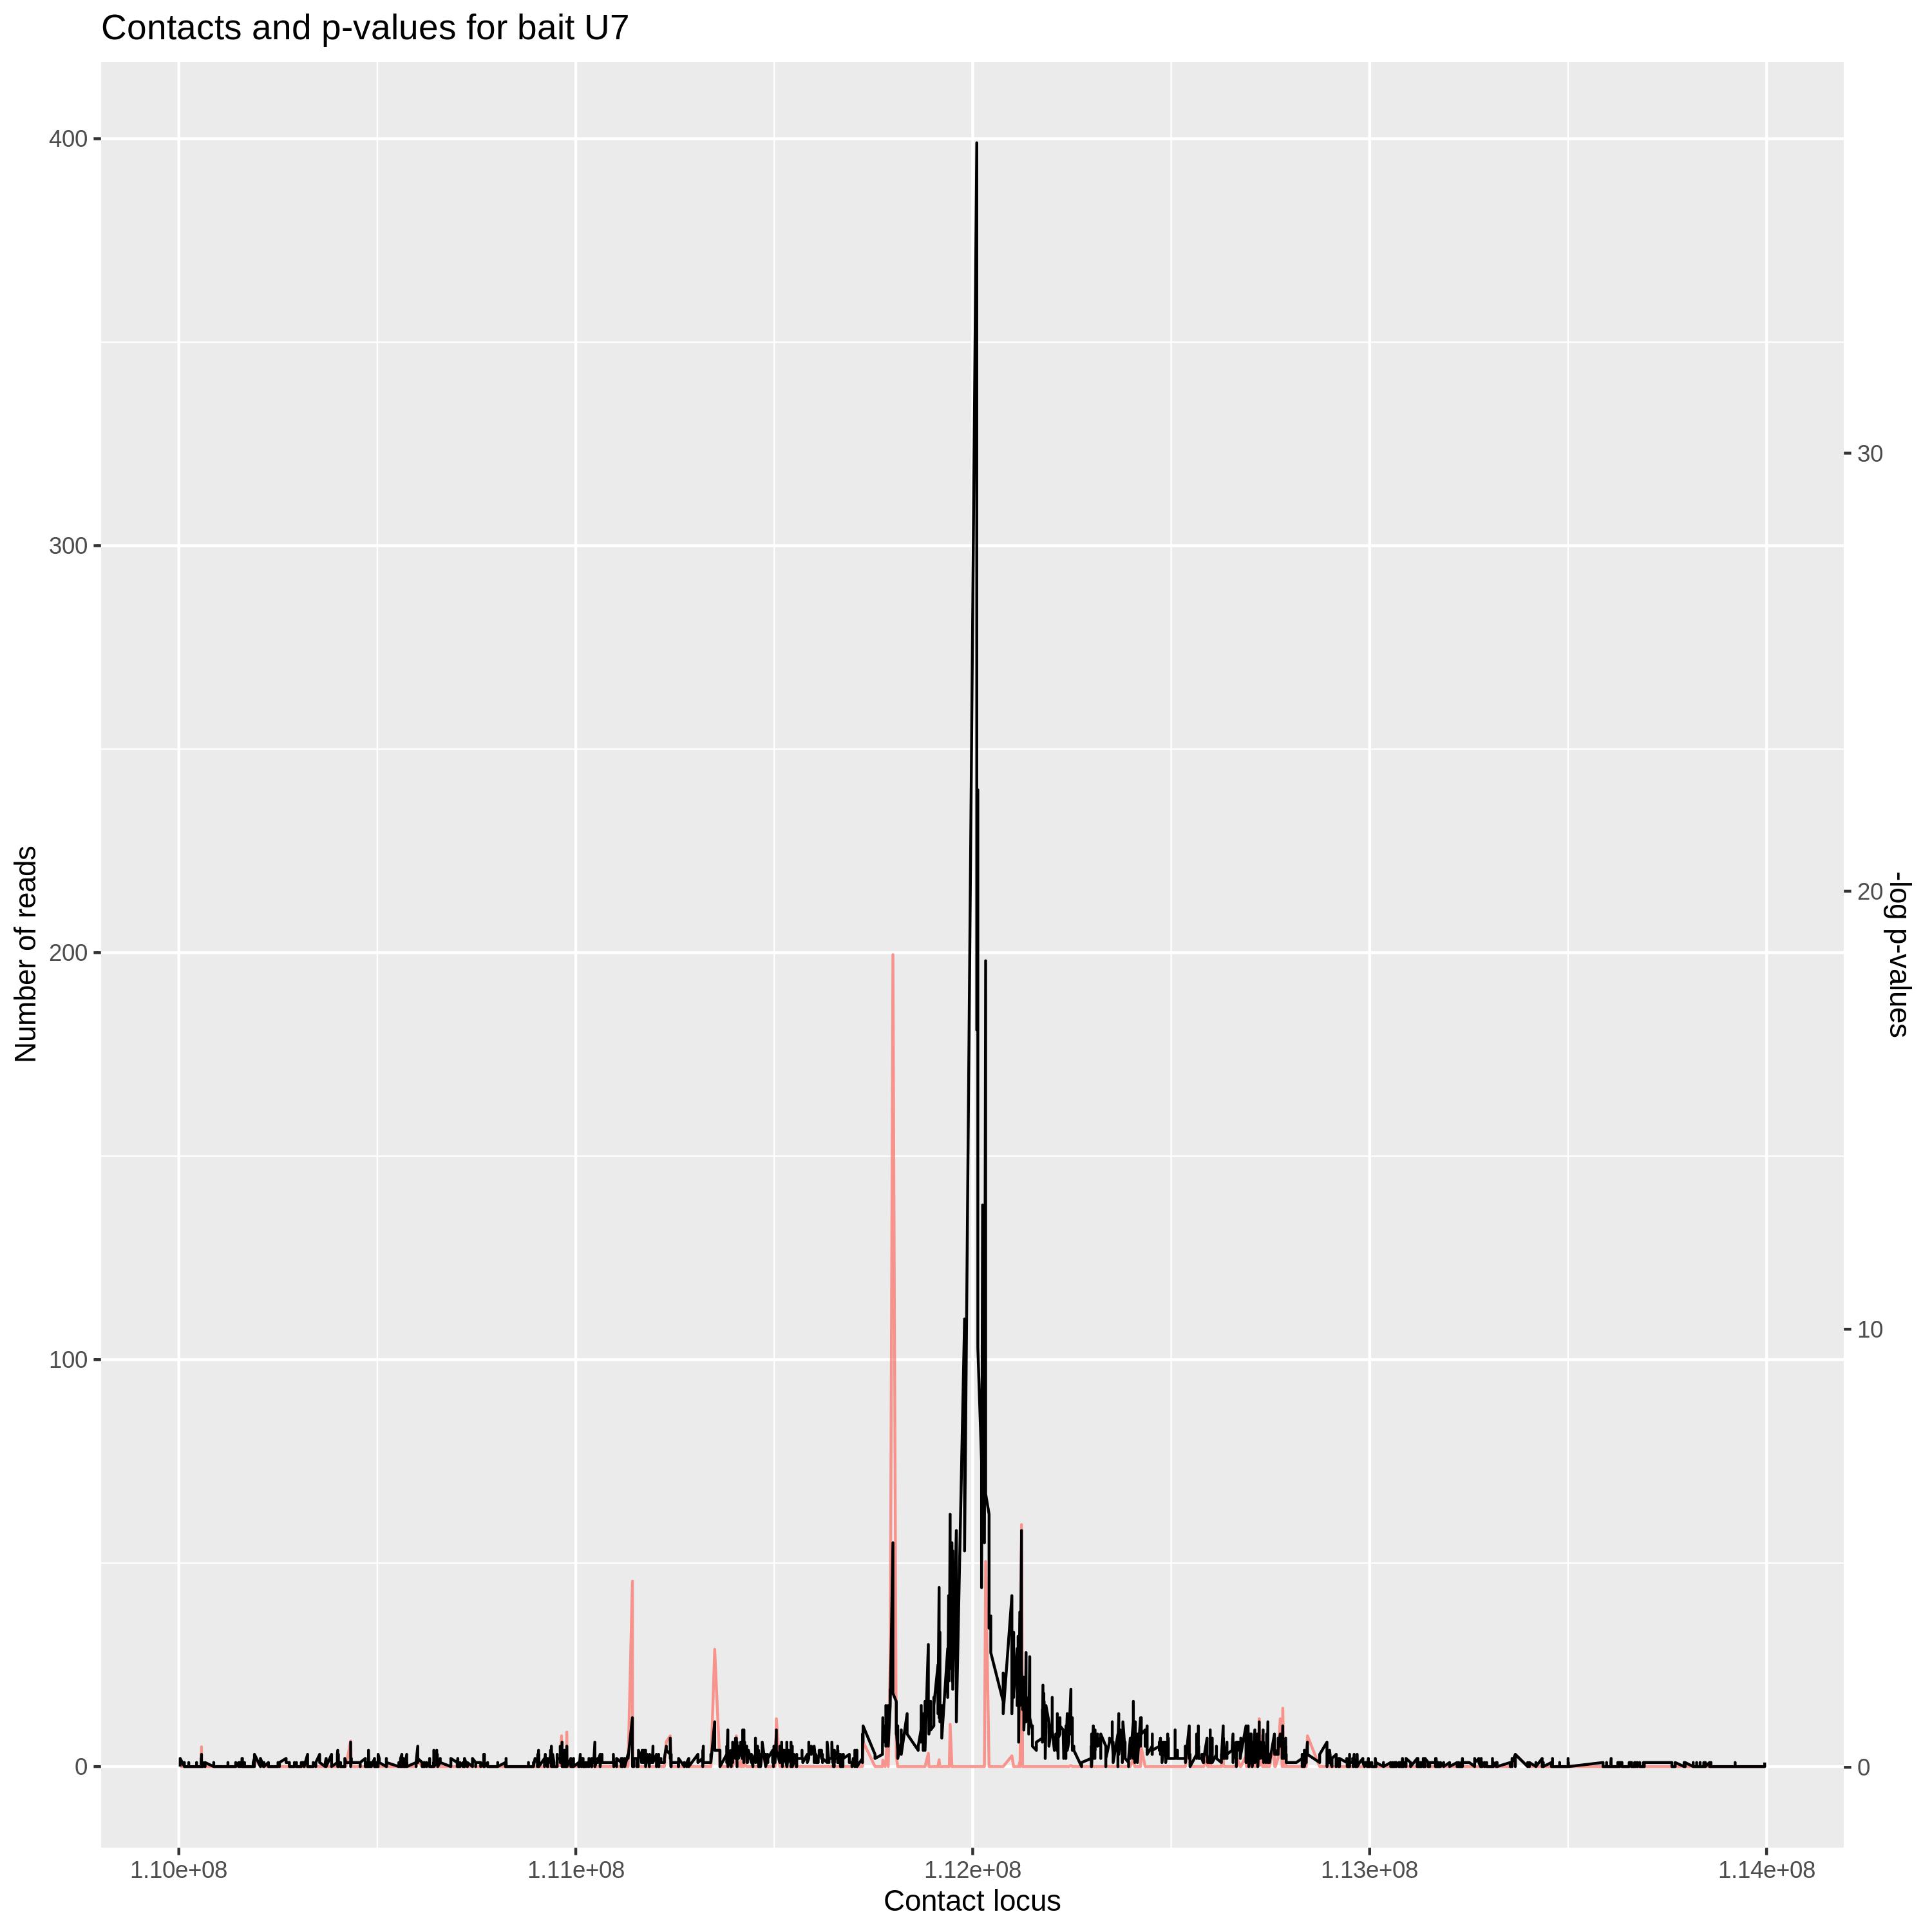 Contacts and p-values for bait U7
400
300
200
100
0
Number of reads
30
20
10
0
-log p-values
1.10e+08
1.11e+08
1.12e+08
1.13e+08
1.14e+08
Contact locus